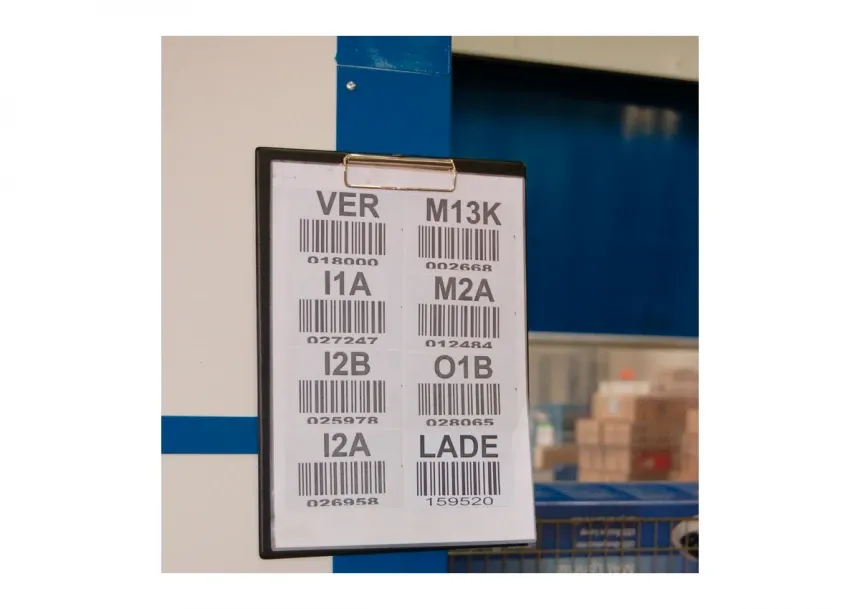 VER
018000
M13K
002668
I1A
027247
M2A
012484
I2B
025978
O1B
028065
I2A
026958
LADE
159520